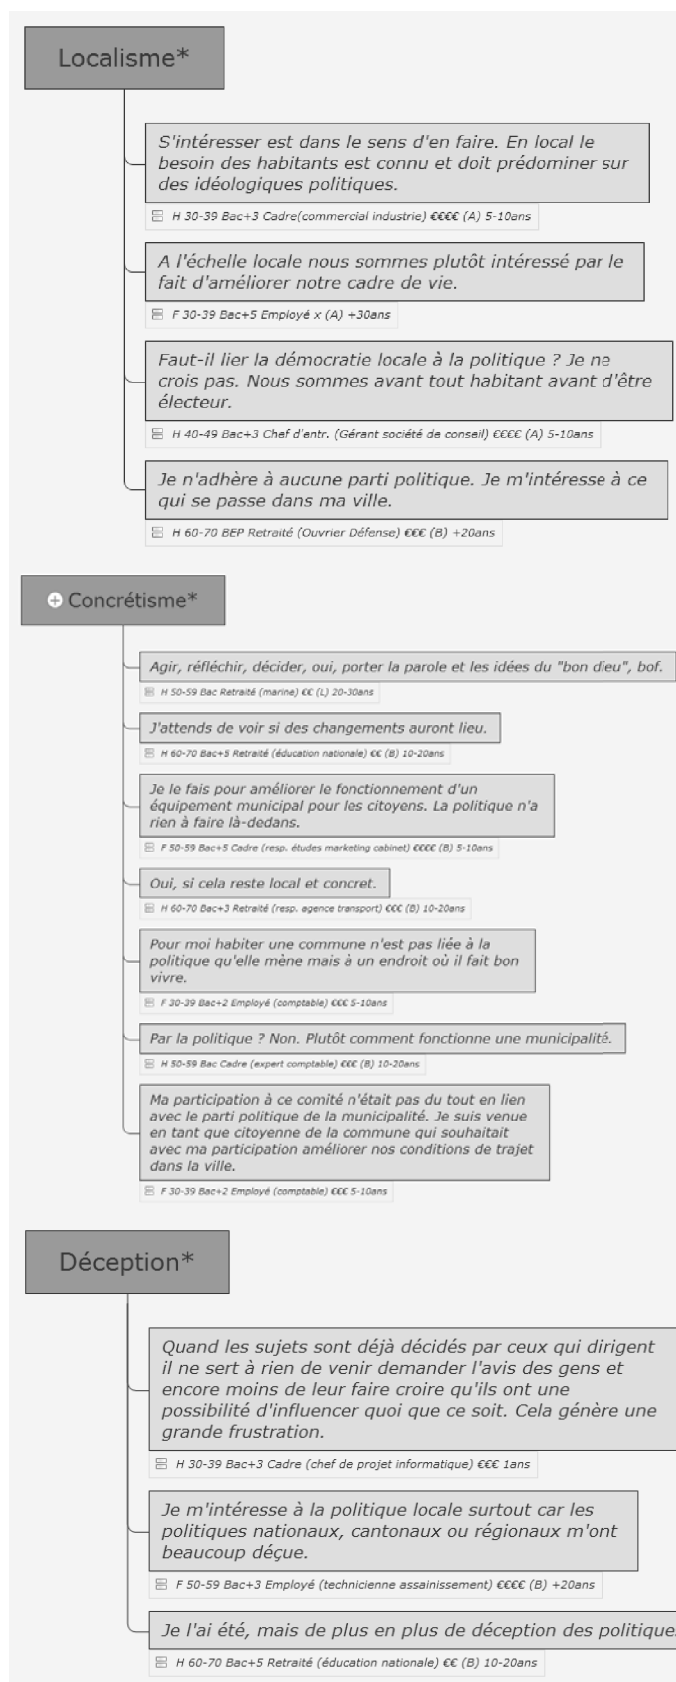 Localisme*
S'intéresser est dans le sens d'en faire. En local le
besoin des habitants est connu et doit prédominer sur
des idéologiques politiques.
H 30-39 Bac+3 Cadre(commercial industrie) €€€€ (A) 5-10ans
A l'échelle locale nous sommes plutôt intéressé par le
fait d'améliorer notre cadre de vie.
F 30-39 Bac+5 Employé x (A) +30ans
Faut-il lier la démocratie locale à la politique ? Je ne
crois pas. Nous sommes avant tout habitant avant d'être
électeur.
H 40-49 Bac+3 Chef d'entr. (Gérant société de conseil) €€€€ (A) 5-10ans
Je n'adhère à aucune parti politique. Je m'intéresse à ce
qui se passe dans ma ville.
H 60-70 BEP Retraité (Ouvrier Défense) €€€ (B) +20ans
Concrétisme*
Agir, réfléchir, décider, oui, porter la parole et les idées du "bon dieu", bof.
H 50-59 Bac Retraité (marine) €€ (L) 20-30ans
J'attends de voir si des changements auront lieu.
H 60-70 Bac+5 Retraité (éducation nationale) €€ (B) 10-20ans
Je le fais pour améliorer le fonctionnement d'un
équipement municipal pour les citoyens. La politique n'a
rien à faire là-dedans.
F 50-59 Bac+5 Cadre (resp. études marketing cabinet) €€€€ (B) 5-10ans
Oui, si cela reste local et concret.
H 60-70 Bac+3 Retraité (resp. agence transport) €€€ (B) 10-20ans
Pour moi habiter une commune n'est pas liée à la
politique qu'elle mène mais à un endroit où il fait bon
vivre.
F 30-39 Bac+2 Employé (comptable) €€€ 5-10ans
Par la politique ? Non. Plutôt comment fonctionne une municipalité.
H 50-59 Bac Cadre (expert comptable) €€€ (B) 10-20ans
Ma participation à ce comité n'était pas du tout en lien
avec le parti politique de la municipalité. Je suis venue
en tant que citoyenne de la commune qui souhaitait
avec ma participation améliorer nos conditions de trajet
dans la ville.
F 30-39 Bac+2 Employé (comptable) €€€ 5-10ans
Déception*
Quand les sujets sont déjà décidés par ceux qui dirigent
il ne sert à rien de venir demander l'avis des gens et
encore moins de leur faire croire qu'ils ont une
possibilité d'influencer quoi que ce soit. Cela génère une
grande frustration.
H 30-39 Bac+3 Cadre (chef de projet informatique) €€€ 1ans
Je m'intéresse à la politique locale surtout car les
politiques nationaux, cantonaux ou régionaux m'ont
beaucoup déçue.
F 50-59 Bac+3 Employé (technicienne assainissement) €€€€ (B) +20ans
Je l'ai été, mais de plus en plus de déception des politique
H 60-70 Bac+5 Retraité (éducation nationale) €€ (B) 10-20ans